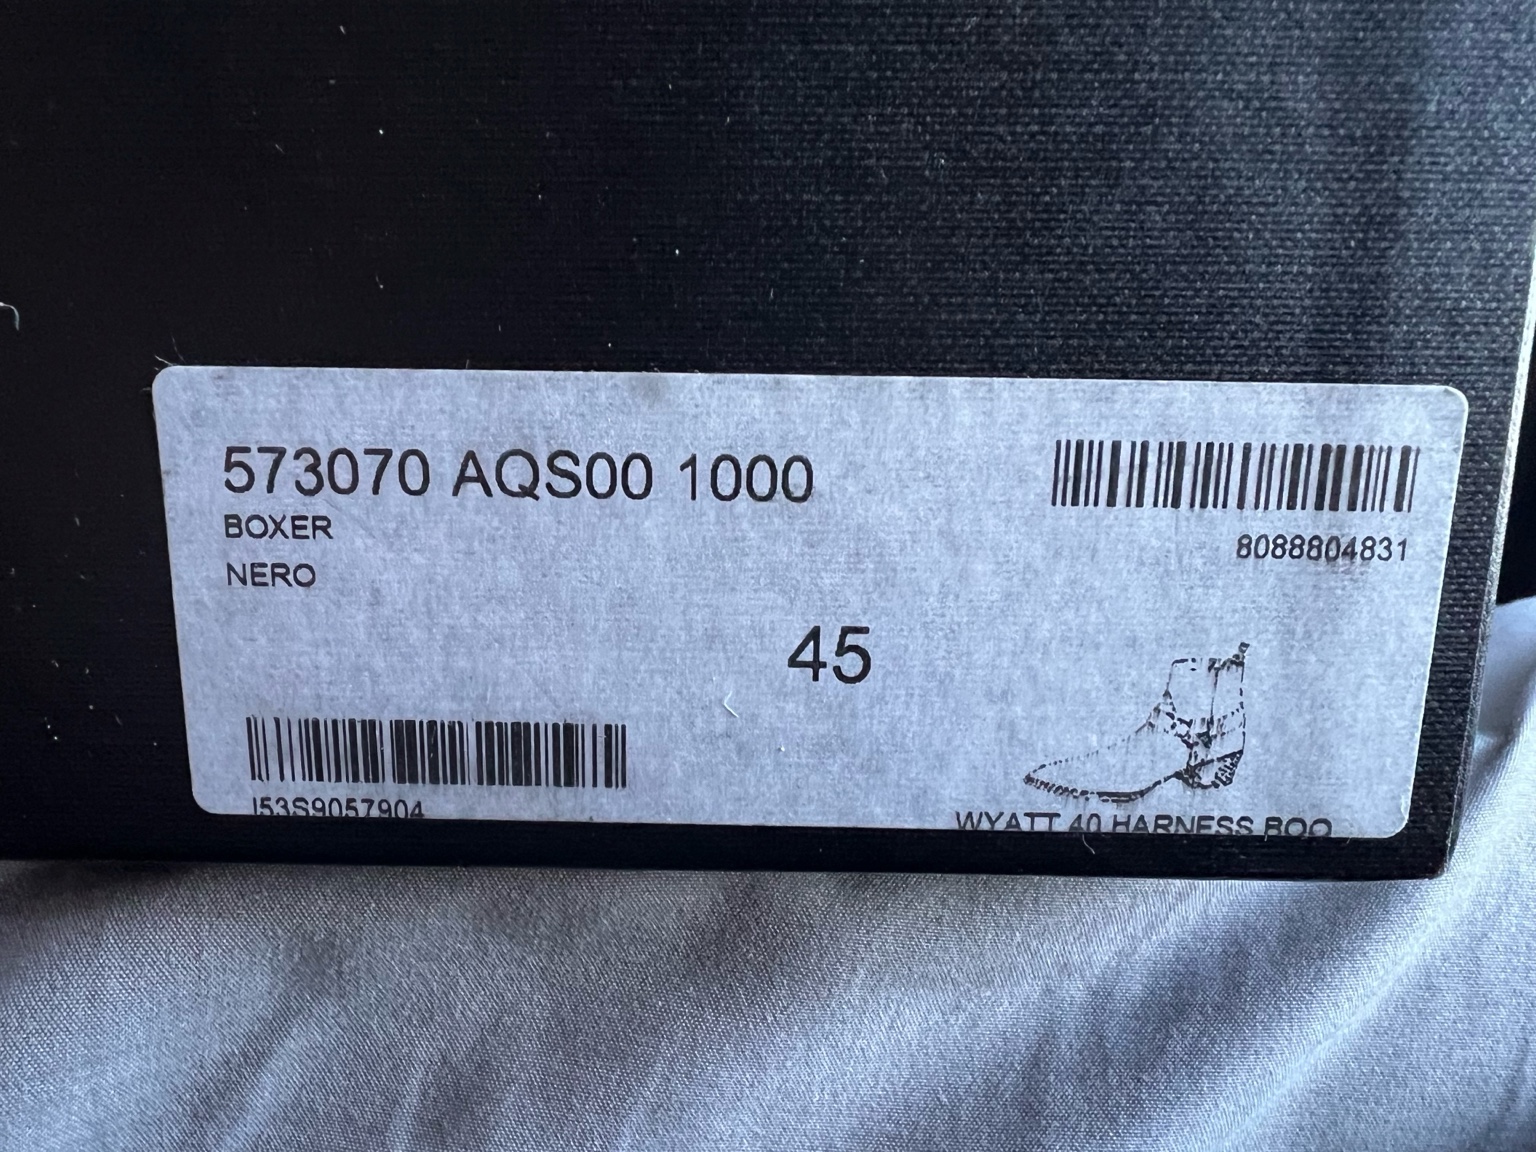 573070 AQS00 1000
BOXER
NERO
8088804831
45
I53S9057904
WYATT 40 HARNESS BOO